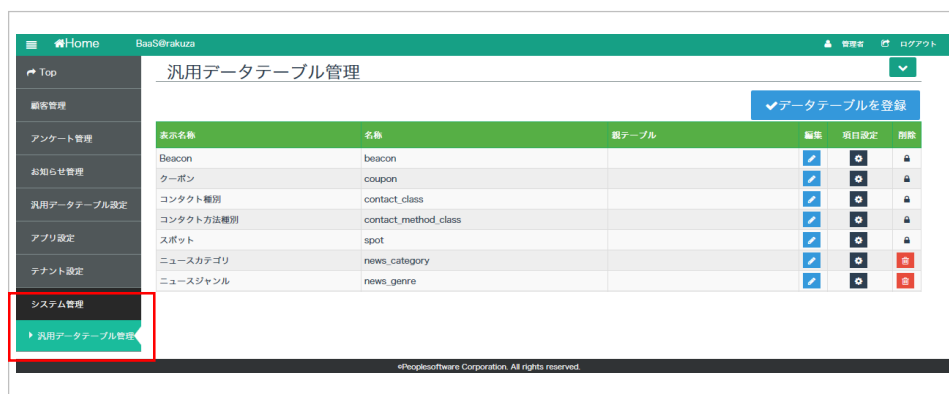 Home BaaS@rakuza 管理者 ログアウト
Top
顧客管理
アンケート管理
お知らせ管理
汎用データテーブル設定
アプリ設定
テナント設定
システム管理
汎用データテーブル管理
汎用データテーブル管理
データテーブルを登録
表示名称 名称 親テーブル 編集 項目設定 削除
Beacon beacon
クーポン coupon
コンタクト種別 contact_class
コンタクト方法種別 contact_method_class
スポット spot
ニュースカテゴリ news_category
ニュースジャンル news_genre
©Peoplesoftware Corporation. All rights reserved.